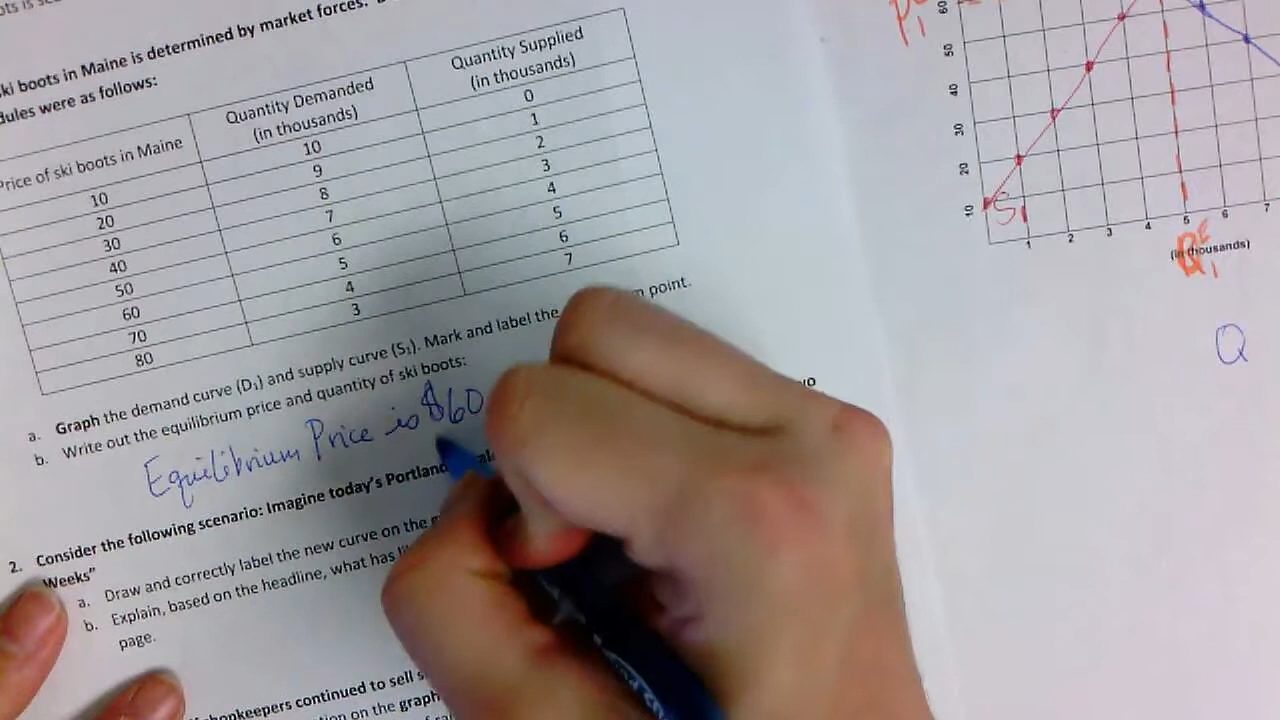 ski boots in Maine is determined by market forces.
dules were as follows:
Price of ski boots in Maine Quantity Demanded (in thousands) Quantity Supplied (in thousands)
10 10 0
20 9 1
30 8 2
40 7 3
50 6 4
60 5 5
70 4 6
80 3 7
a. Graph the demand curve (D₁) and supply curve (S₁). Mark and label the point.
b. Write out the equilibrium price and quantity of ski boots:
Equilibrium Price is $60
2. Consider the following scenario: Imagine today's Portland
Weeks"
a. Draw and correctly label the new curve on the
b. Explain, based on the headline, what has
page.
shopkeepers continued to sell
on the graph
P E 1
60
50
40
30
20
10
S1
1 2 3 4 5 6 7
(in thousands)
Q E 1
Q